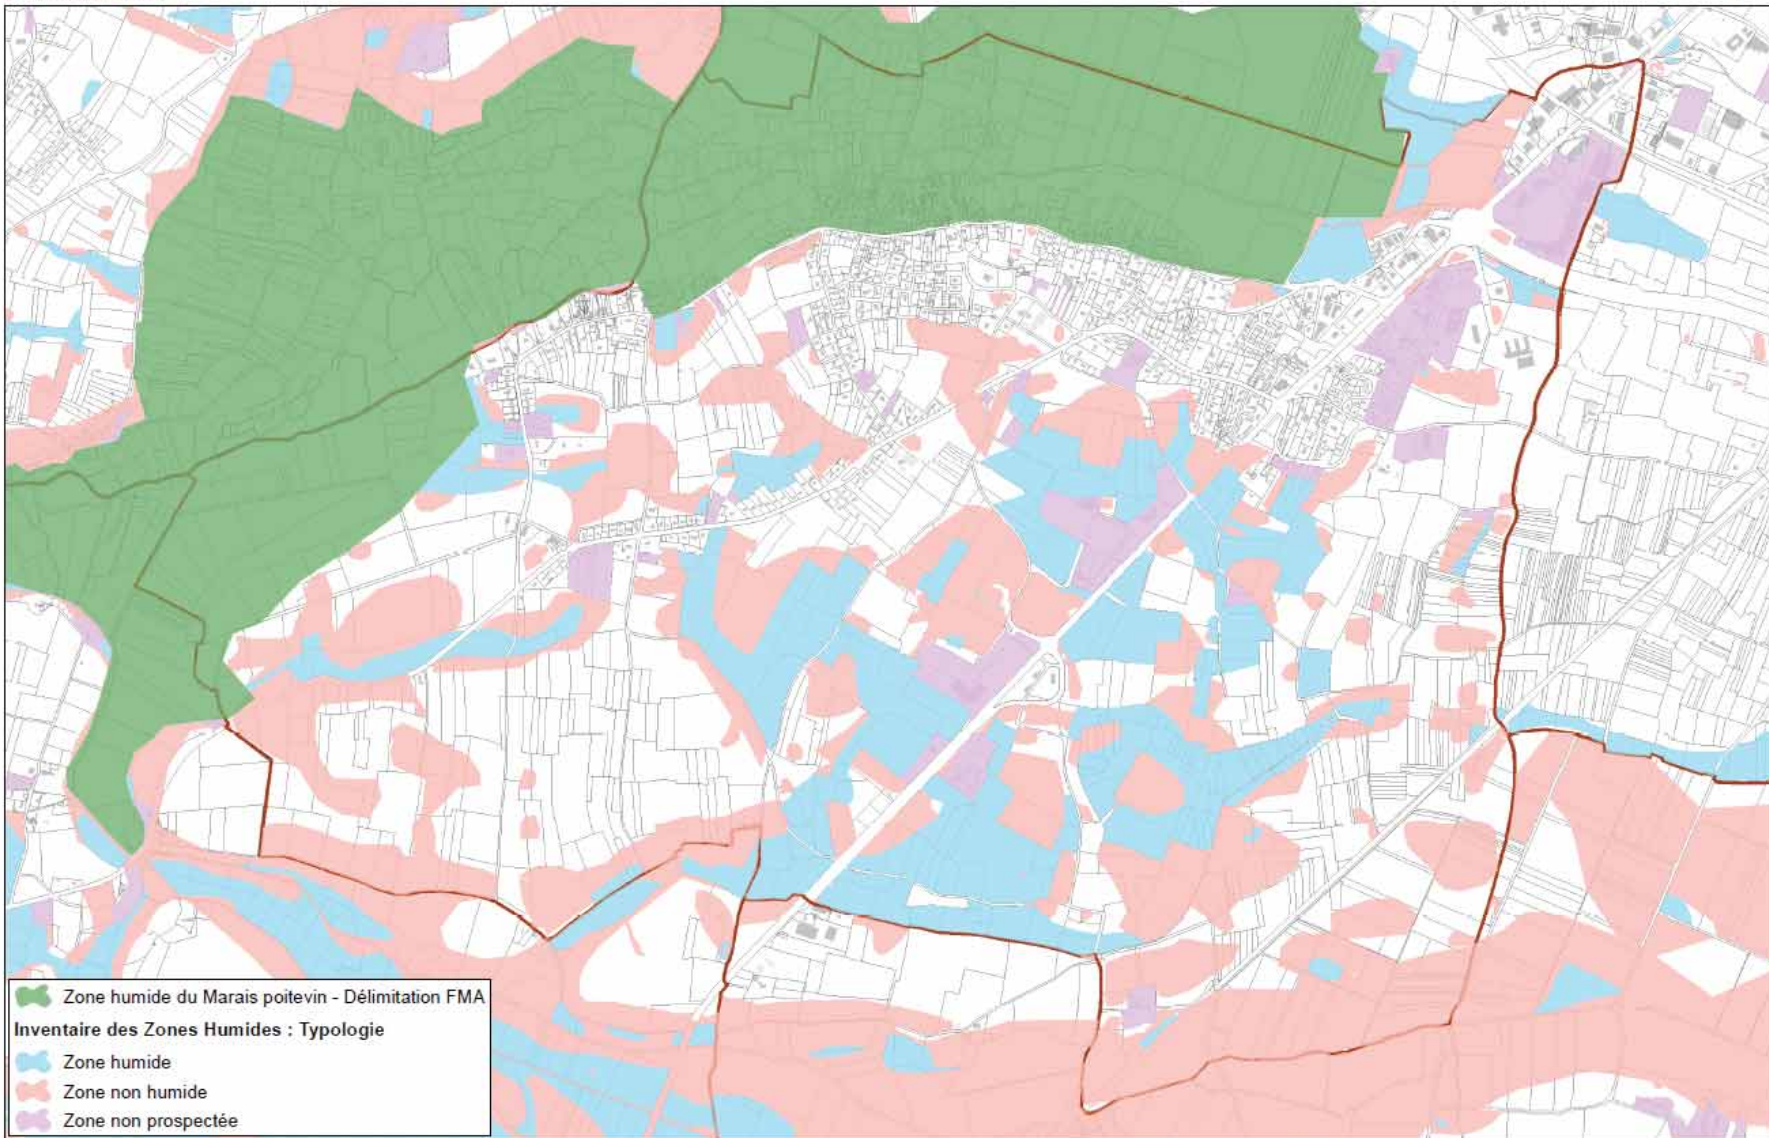 Zone humide du Marais poitevin - Délimitation FMA
Inventaire des Zones Humides : Typologie
Zone humide
Zone non humide
Zone non prospectée